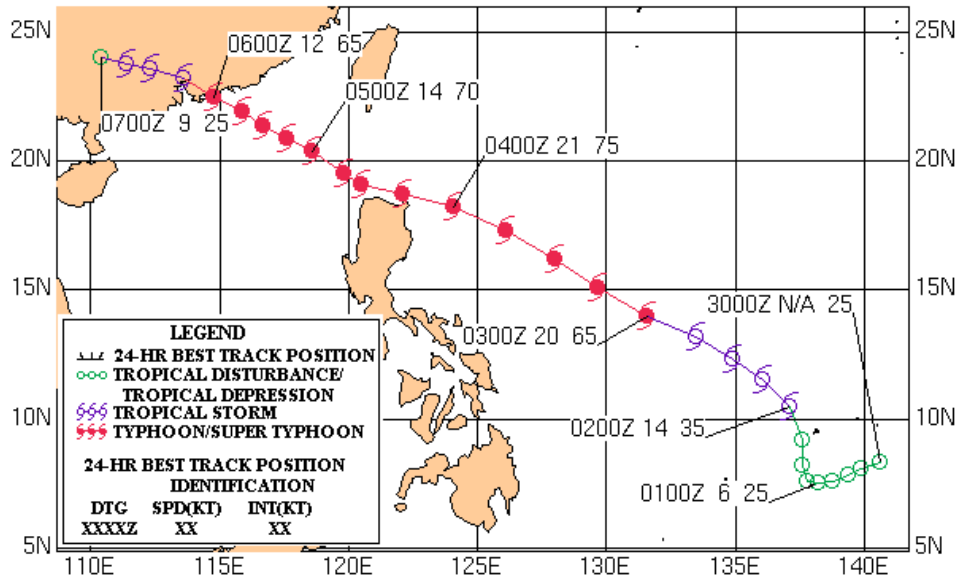 25N
25N
0600Z 12 65
0500Z 14 70
0700Z 9 25
0400Z 21 75
20N
20N
15N
15N
3000Z N/A 25
0300Z 20 65
LEGEND
24-HR BEST TRACK POSITION
TROPICAL DISTURBANCE/
TROPICAL DEPRESSION
TROPICAL STORM
TYPHOON/SUPER TYPHOON
10N
10N
0200Z 14 35
24-HR BEST TRACK POSITION
IDENTIFICATION
0100Z 6 25
DTG SPD(KT) INT(KT)
XXXXZ XX XX
5N
5N
110E 115E 120E 125E 130E 135E 140E